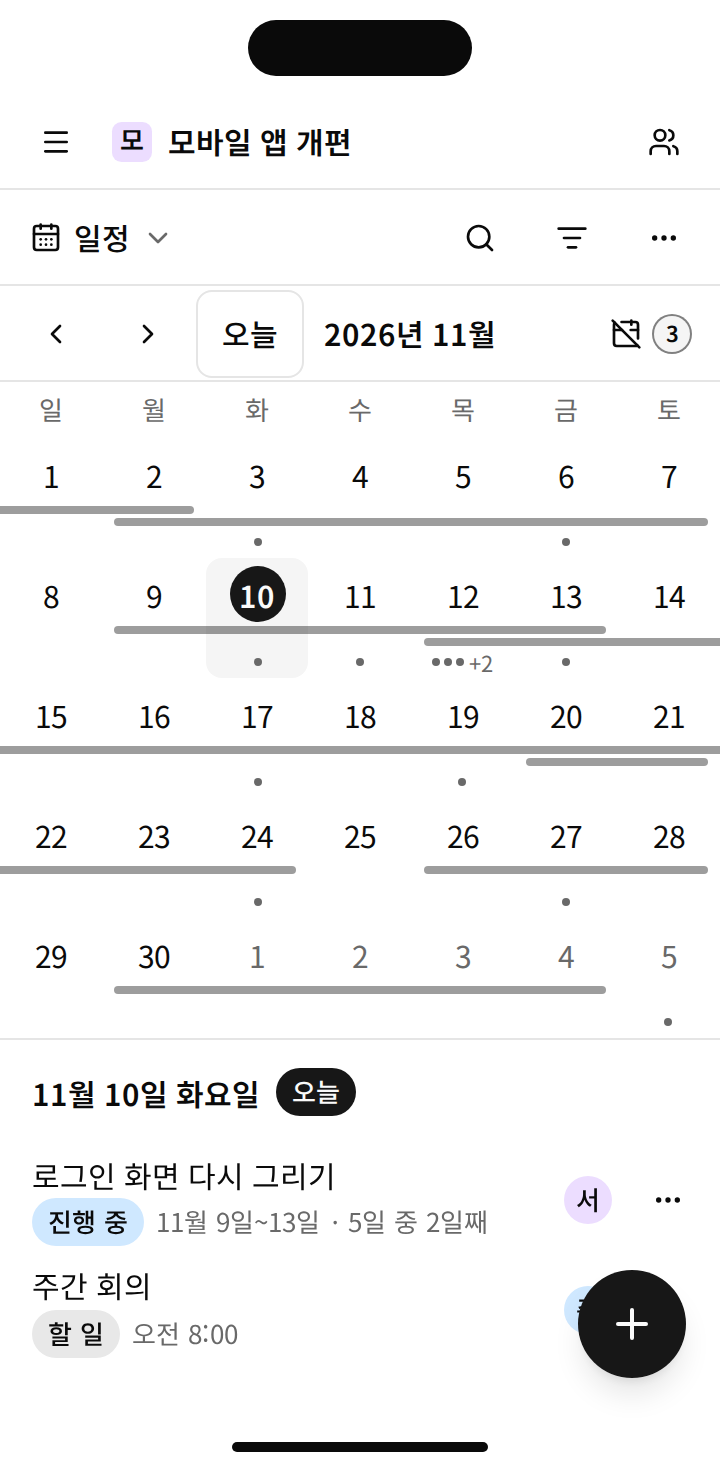 모 모바일 앱 개편
일정
오늘 2026년 11월 3
일 월 화 수 목 금 토
1 2 3 4 5 6 7
8 9 10 11 12 13 14
+2
15 16 17 18 19 20 21
22 23 24 25 26 27 28
29 30 1 2 3 4 5
11월 10일 화요일 오늘
로그인 화면 다시 그리기
서
진행 중 11월 9일~13일 · 5일 중 2일째
주간 회의
할 일 오전 8:00